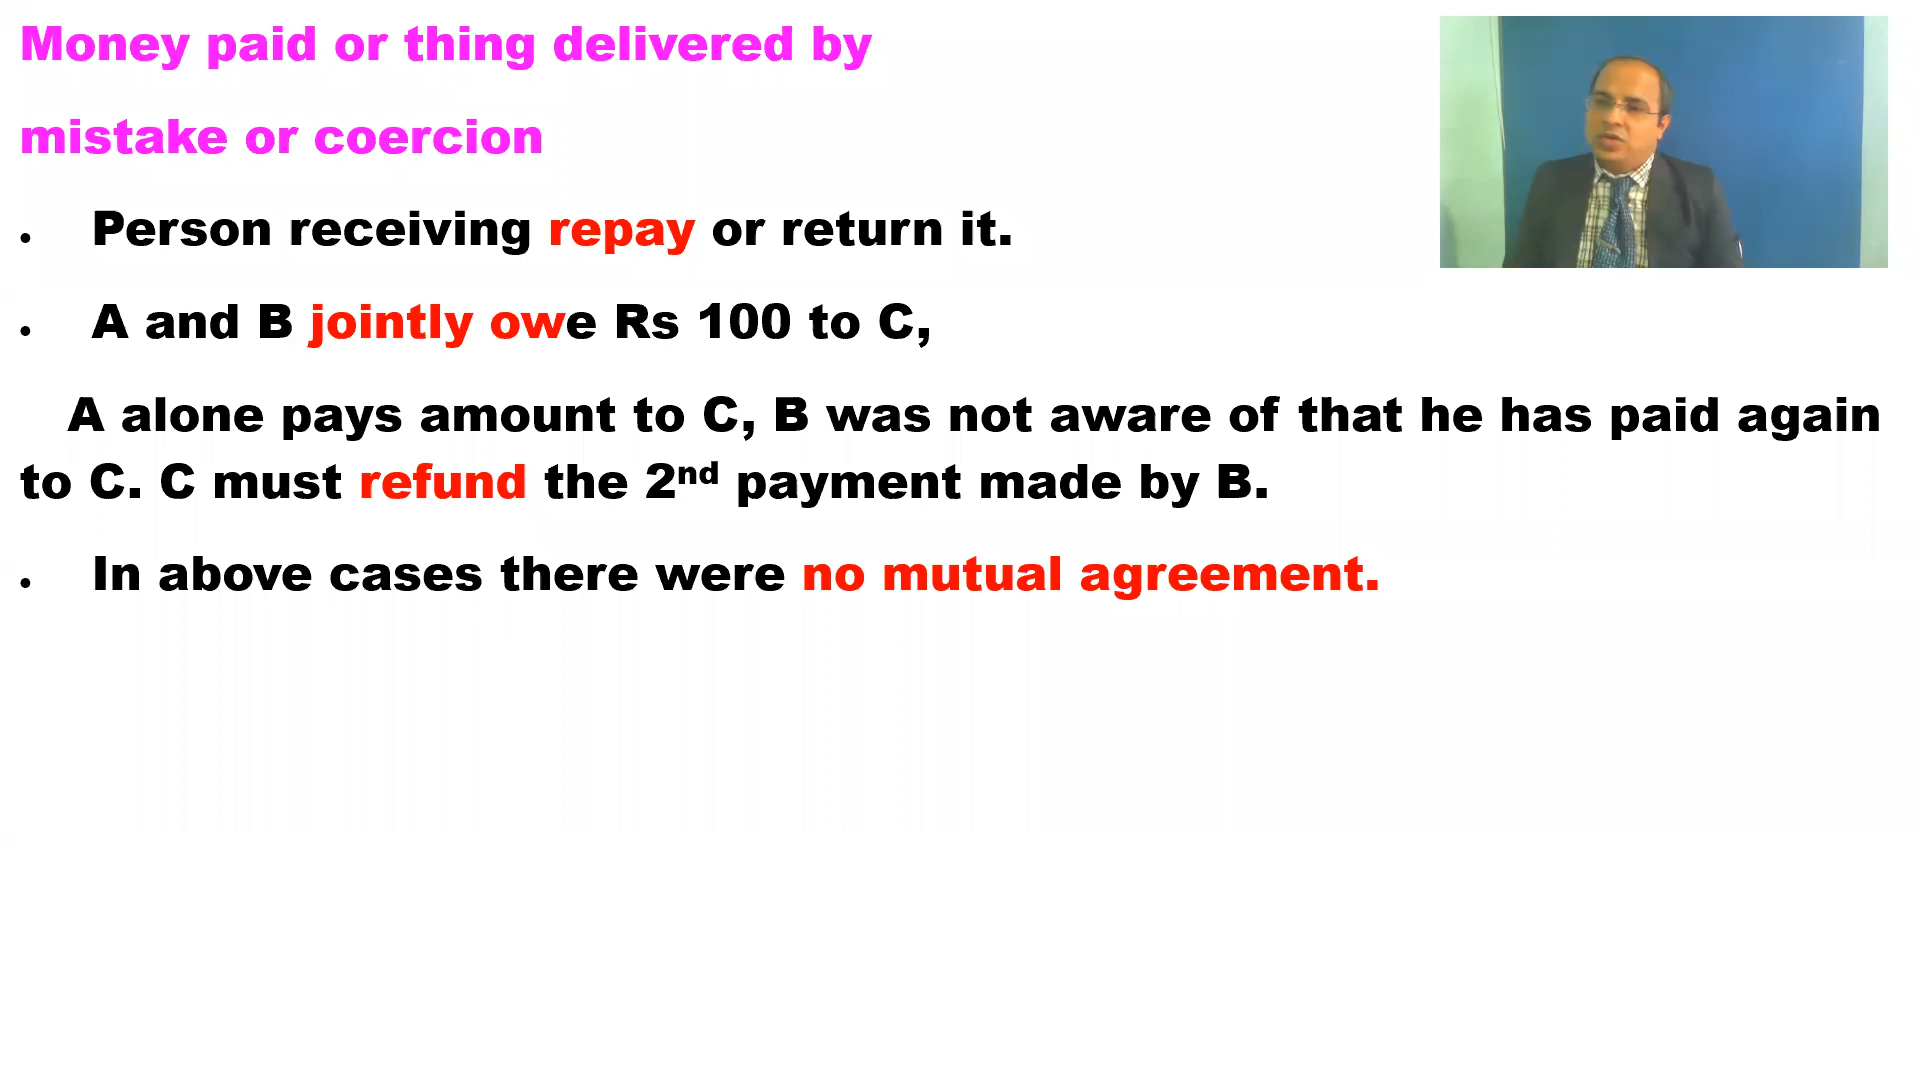 Money paid or thing delivered by
mistake or coercion
• Person receiving repay or return it.
• A and B jointly owe Rs 100 to C,
A alone pays amount to C, B was not aware of that he has paid again
to C. C must refund the 2nd payment made by B.
• In above cases there were no mutual agreement.